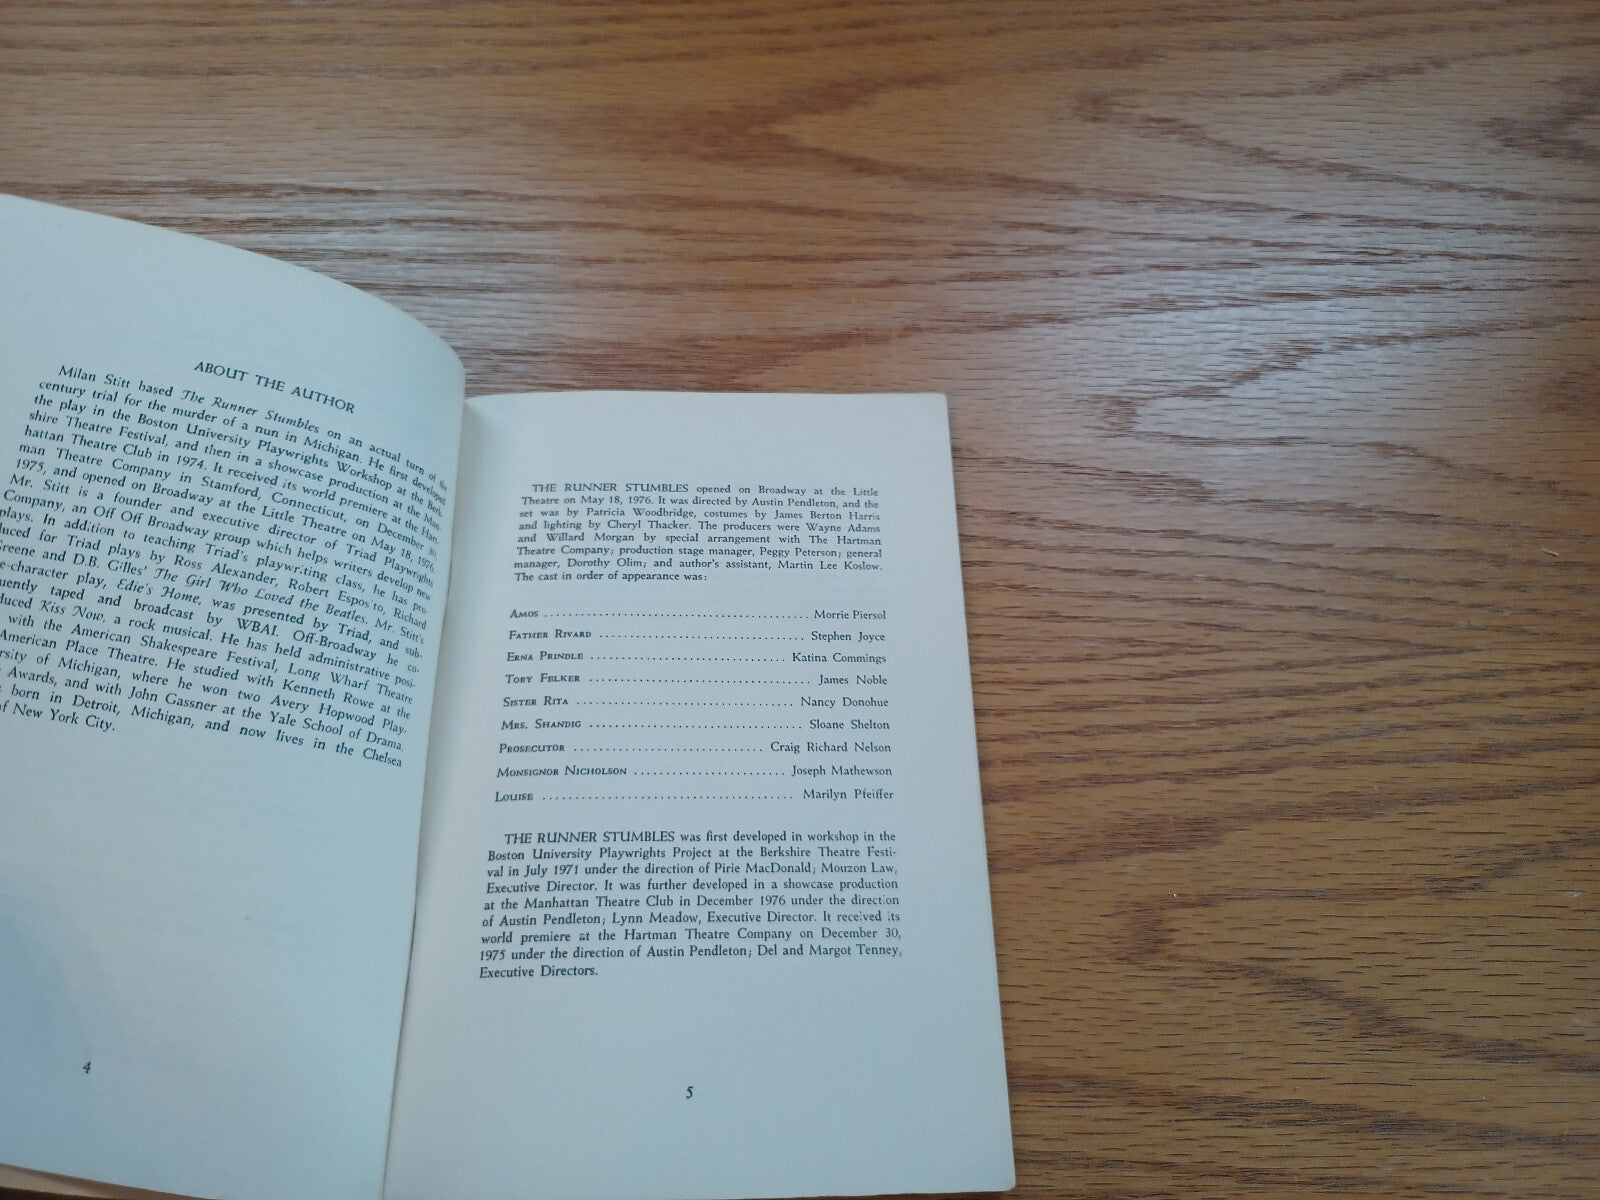 ABOUT THE AUTHOR
Milan Stitt based The Runner Stumbles on an actual turn of the
century trial for the murder of a nun in Michigan. He first developed
the play in the Boston University Playwrights Workshop at the Berk-
shire Theatre Festival, and then in a showcase production at the Man-
hattan Theatre Club in 1974. It received its world premiere at the Hart-
man Theatre Company in Stamford, Connecticut, on December 30,
1975, and opened on Broadway at the Little Theatre on May 18, 1976.
Mr. Stitt is a founder and executive director of Triad Playwrights
Company, an Off Off Broadway group which helps writers develop new
plays. In addition to teaching Triad's playwriting class, he has pro-
duced for Triad plays by Ross Alexander, Robert Esposito, Richard
Greene and D.B. Gilles' The Girl Who Loved the Beatles. Mr. Stitt's
e-character play, Edie's Home, was presented by Triad, and sub-
uently taped and broadcast by WBAI. Off-Broadway he co-
duced Kiss Now, a rock musical. He has held administrative posi-
with the American Shakespeare Festival, Long Wharf Theatre
American Place Theatre. He studied with Kenneth Rowe at the
rsity of Michigan, where he won two Avery Hopwood Play-
Awards, and with John Gassner at the Yale School of Drama.
born in Detroit, Michigan, and now lives in the Chelsea
of New York City.
4
THE RUNNER STUMBLES opened on Broadway at the Little
Theatre on May 18, 1976. It was directed by Austin Pendleton, and the
set was by Patricia Woodbridge, costumes by James Berton Harris
and lighting by Cheryl Thacker. The producers were Wayne Adams
and Willard Morgan by special arrangement with The Hartman
Theatre Company; production stage manager, Peggy Peterson; general
manager, Dorothy Olim; and author's assistant, Martin Lee Koslow.
The cast in order of appearance was:
AMOS ........................................ Morrie Piersol
FATHER RIVARD ................................ Stephen Joyce
ERNA PRINDLE .............................. Katina Commings
TOBY FELKER .................................. James Noble
SISTER RITA ................................ Nancy Donohue
MRS. SHANDIG ................................ Sloane Shelton
PROSECUTOR .......................... Craig Richard Nelson
MONSIGNOR NICHOLSON ..................... Joseph Mathewson
LOUISE .................................... Marilyn Pfeiffer
THE RUNNER STUMBLES was first developed in workshop in the
Boston University Playwrights Project at the Berkshire Theatre Festi-
val in July 1971 under the direction of Pirie MacDonald; Mouzon Law,
Executive Director. It was further developed in a showcase production
at the Manhattan Theatre Club in December 1976 under the direction
of Austin Pendleton; Lynn Meadow, Executive Director. It received its
world premiere at the Hartman Theatre Company on December 30,
1975 under the direction of Austin Pendleton; Del and Margot Tenney,
Executive Directors.
5